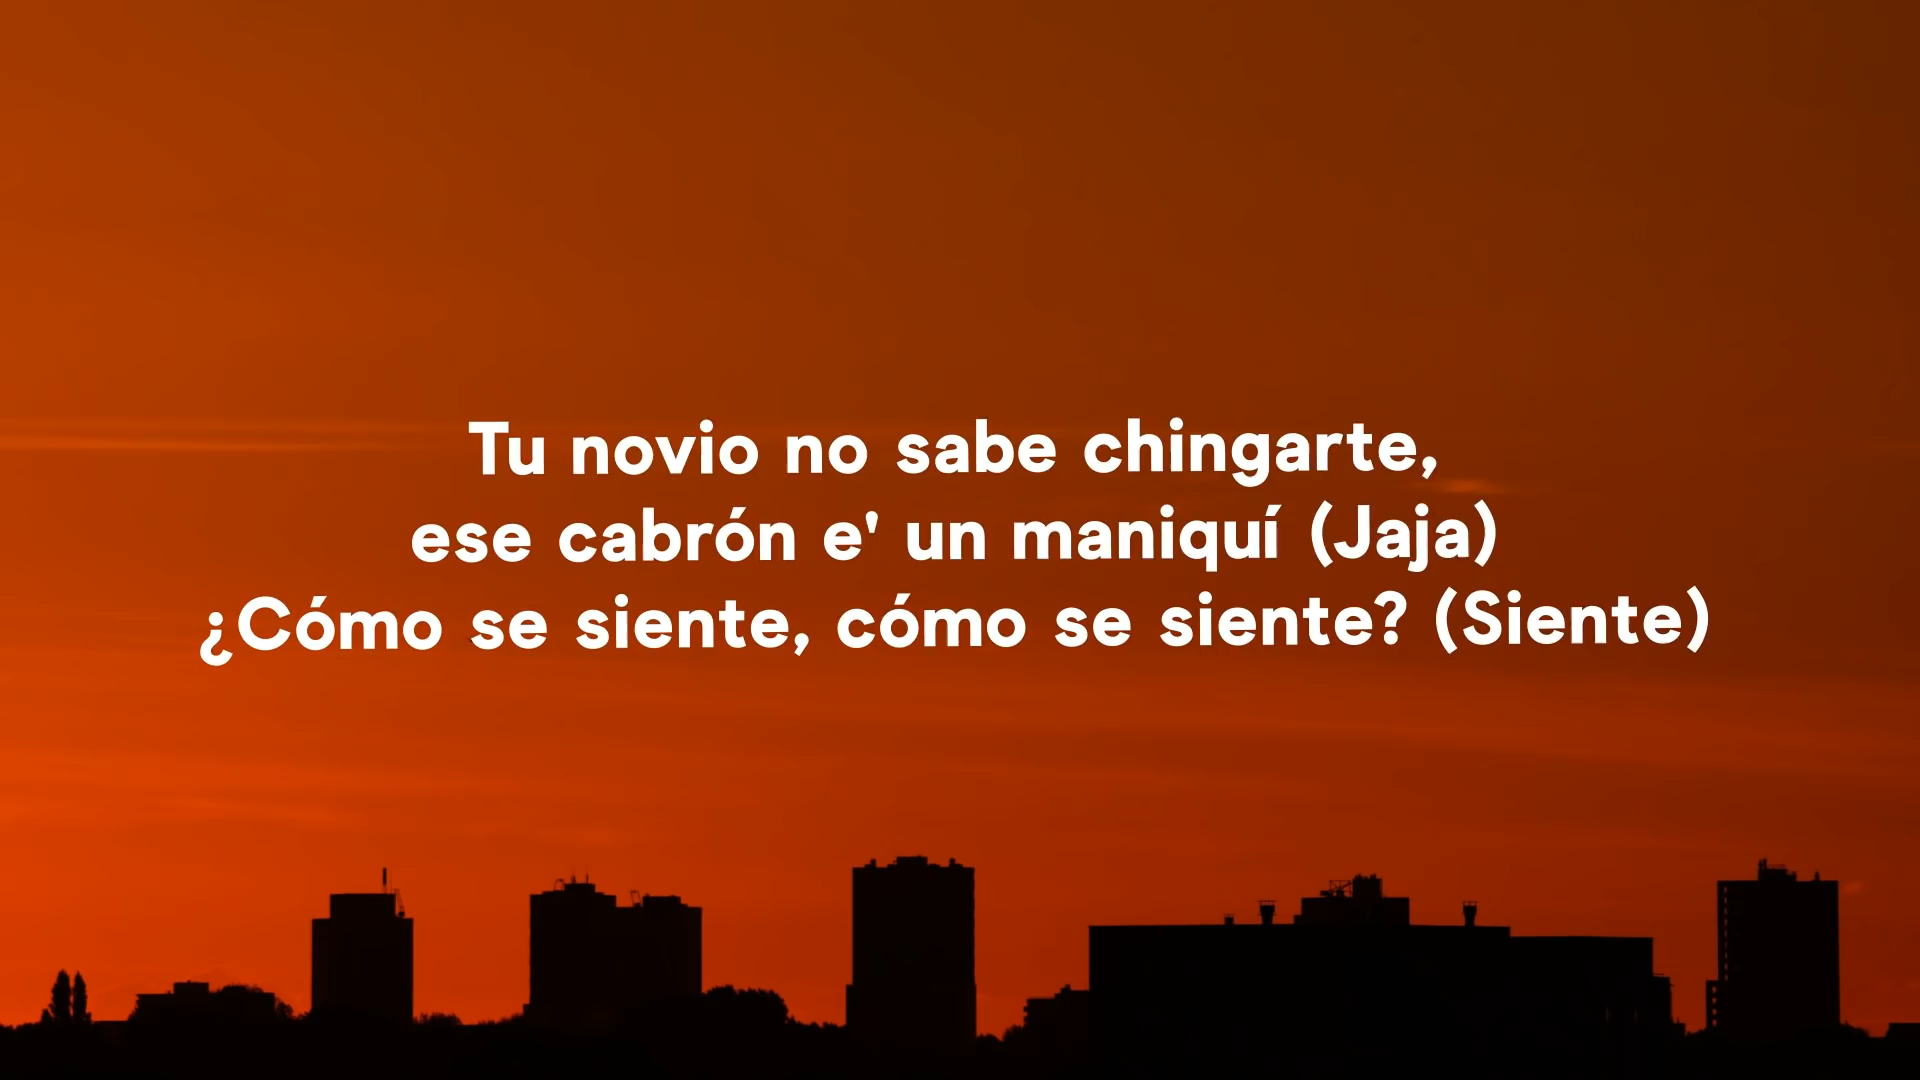 Tu novio no sabe chingarte,
ese cabrón e' un maniquí (Jaja)
¿Cómo se siente, cómo se siente? (Siente)